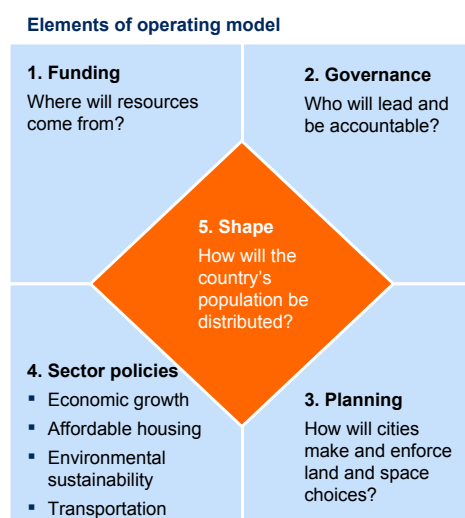 Elements of operating model
1. Funding
Where will resources
come from?
2. Governance
Who will lead and
be accountable?
5. Shape
How will the
country's
population be
distributed?
4. Sector policies
▪ Economic growth
▪ Affordable housing
▪ Environmental
sustainability
▪ Transportation
3. Planning
How will cities
make and enforce
land and space
choices?